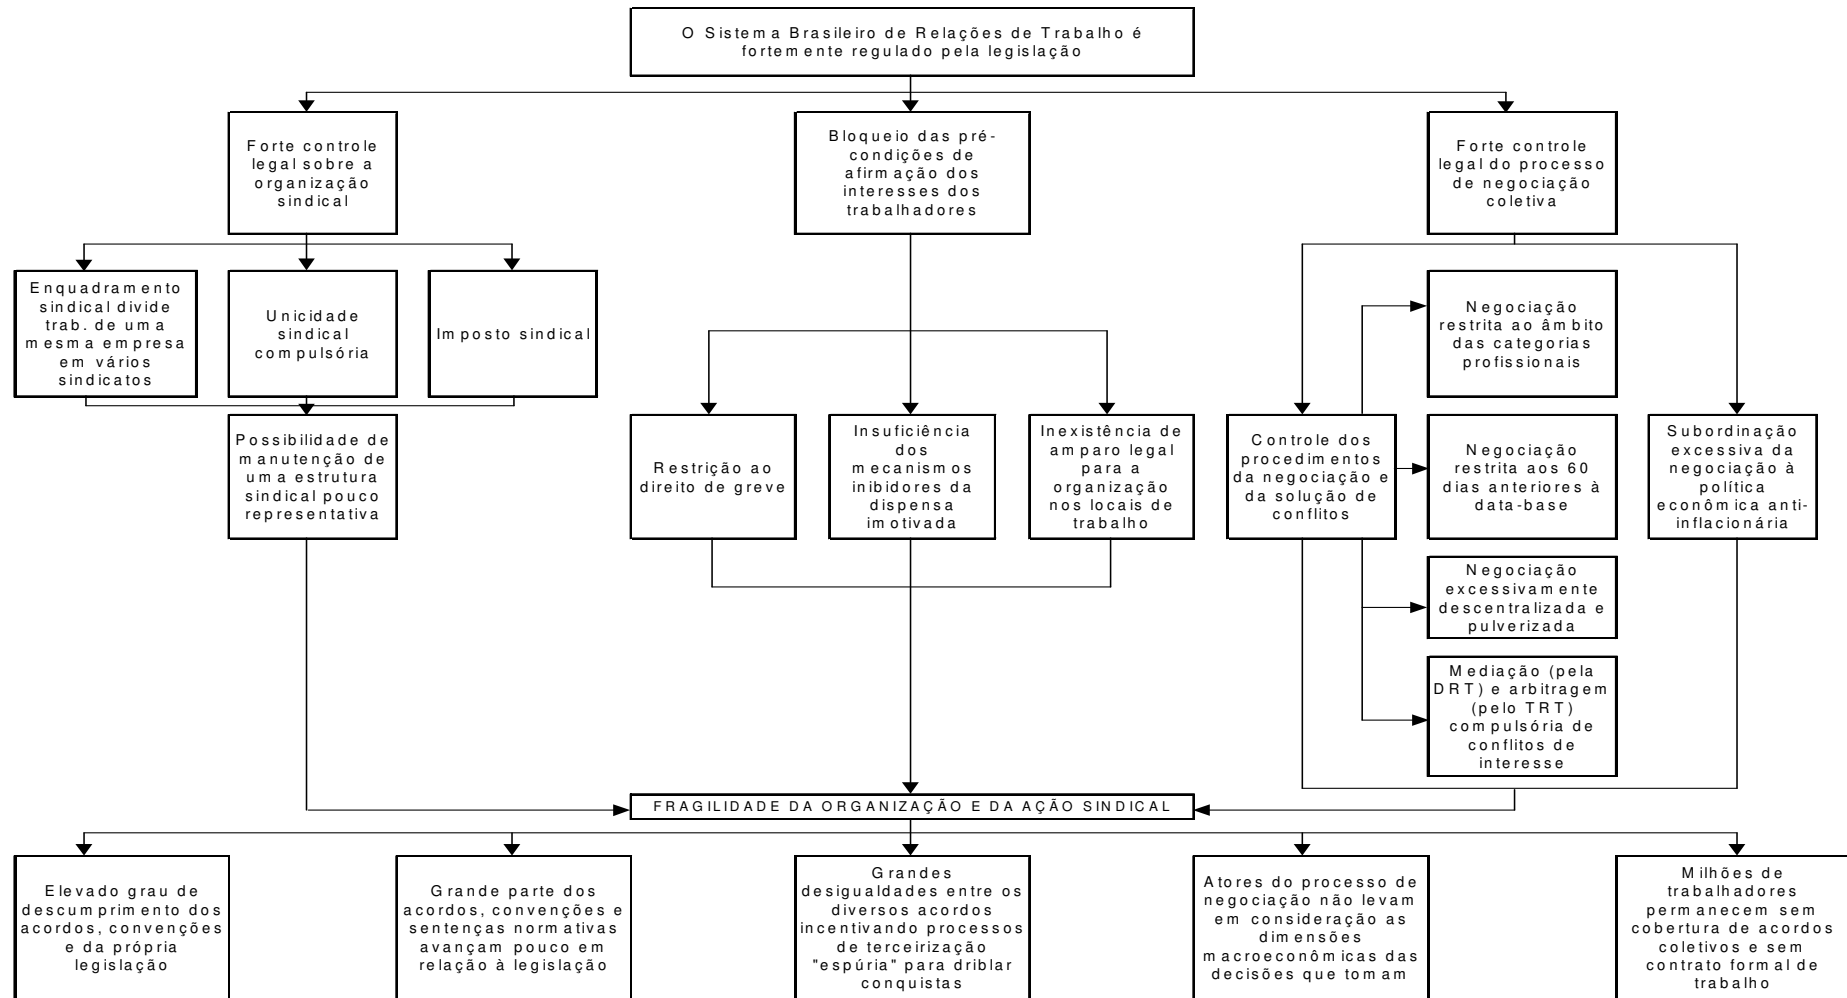 O Sistema Brasileiro de Relações de Trabalho é
fortemente regulado pela legislação
Forte controle
legal sobre a
organização
sindical
Bloqueio das pré-
condições de
afirmação dos
interesses dos
trabalhadores
Forte controle
legal do processo
de negociação
coletiva
Enquadramento
sindical divide
trab. de uma
mesma empresa
em vários
sindicatos
Unicidade
sindical
compulsória
Imposto sindical
Negociação
restrita ao âmbito
das categorias
profissionais
Possibilidade de
manutenção de
uma estrutura
sindical pouco
representativa
Restrição ao
direito de greve
Insuficiência
dos
mecanismos
inibidores da
dispensa
imotivada
Inexistência de
amparo legal
para a
organização
nos locais de
trabalho
Controle dos
procedimentos
da negociação e
da solução de
conflitos
Negociação
restrita aos 60
dias anteriores à
data-base
Subordinação
excessiva da
negociação à
política
econômica anti-
inflacionária
Negociação
excessivamente
descentralizada e
pulverizada
Mediação (pela
DRT) e arbitragem
(pelo TRT)
compulsória de
conflitos de
interesse
FRAGILIDADE DA ORGANIZAÇÃO E DA AÇÃO SINDICAL
Elevado grau de
descumprimento dos
acordos, convenções
e da própria
legislação
Grande parte dos
acordos, convenções e
sentenças normativas
avançam pouco em
relação à legislação
Grandes
desigualdades entre os
diversos acordos
incentivando processos
de terceirização
"espúria" para driblar
conquistas
Atores do processo de
negociação não levam
em consideração as
dimensões
macroeconômicas das
decisões que tomam
Milhões de
trabalhadores
permanecem sem
cobertura de acordos
coletivos e sem
contrato formal de
trabalho